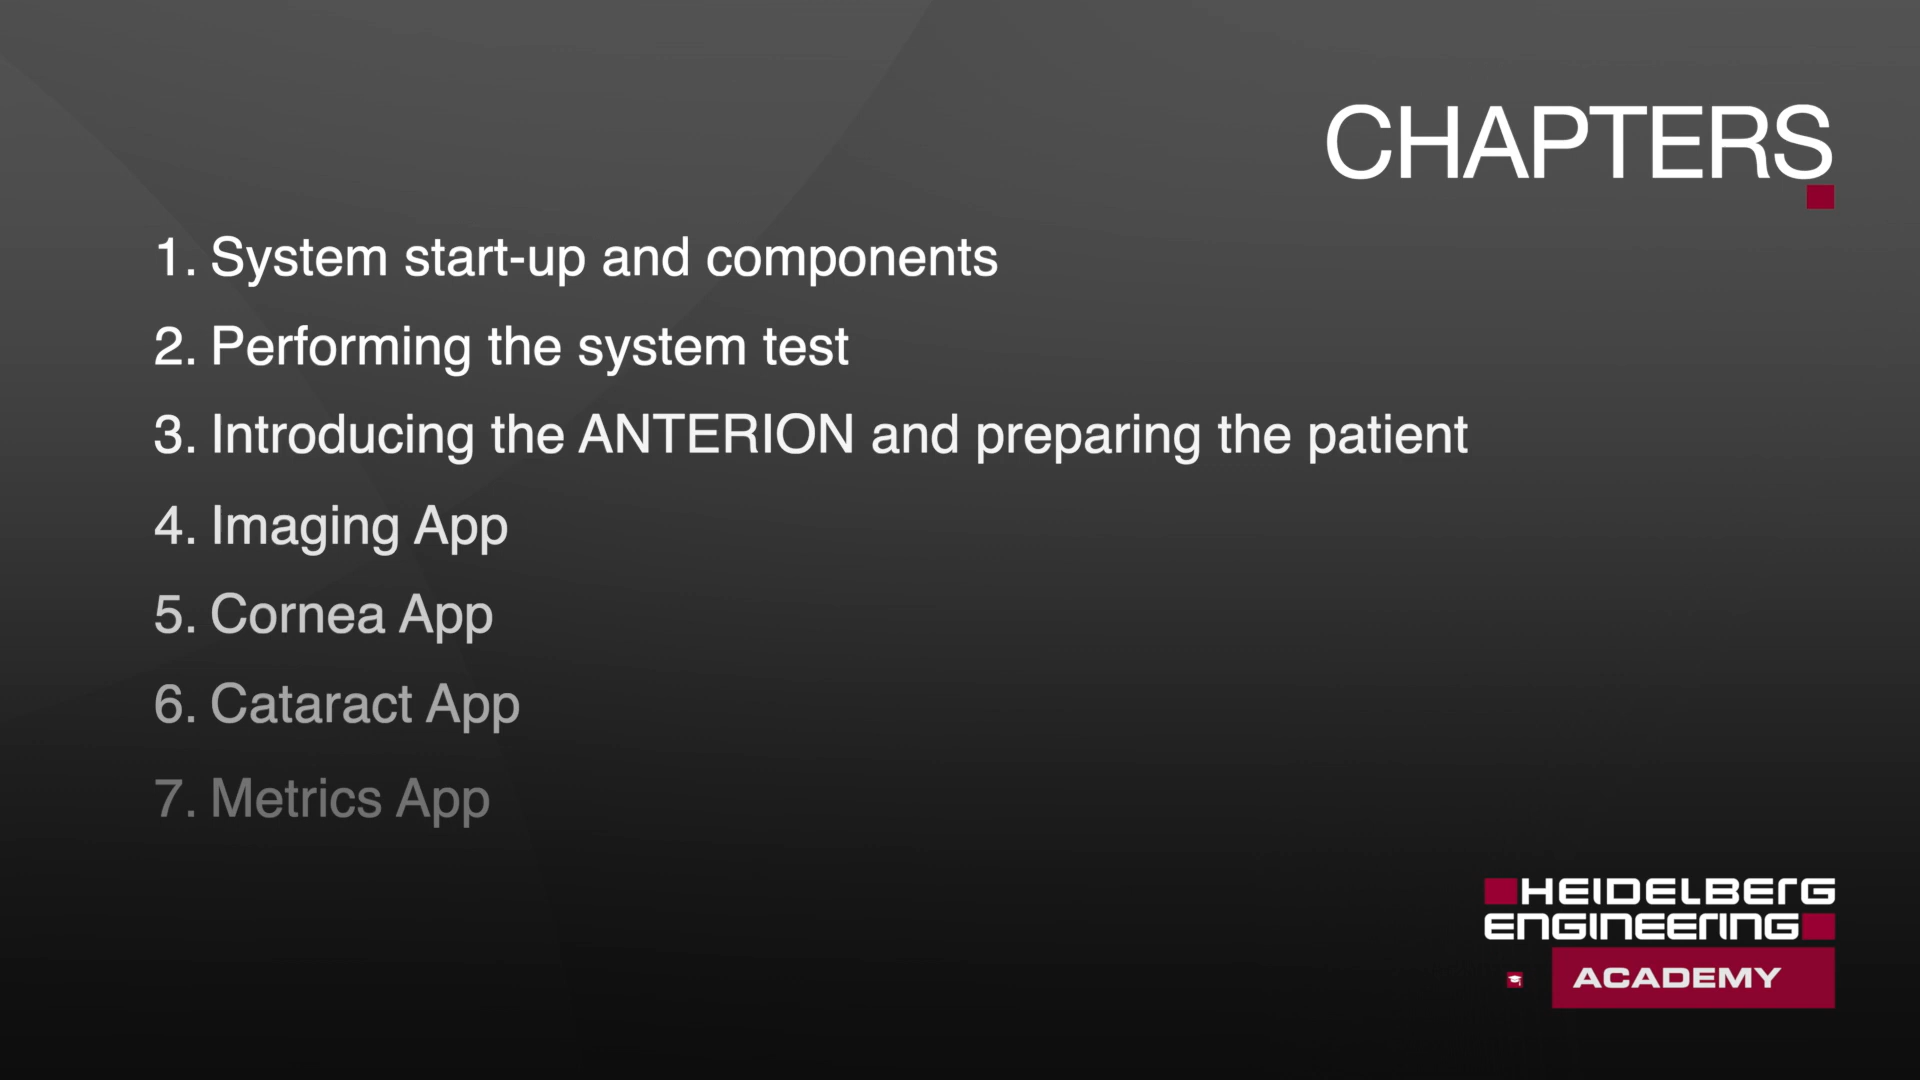 CHAPTERS
1. System start-up and components
2. Performing the system test
3. Introducing the ANTERION and preparing the patient
4. Imaging App
5. Cornea App
6. Cataract App
7. Metrics App
HEIDELBERG
ENGINEERING
ACADEMY